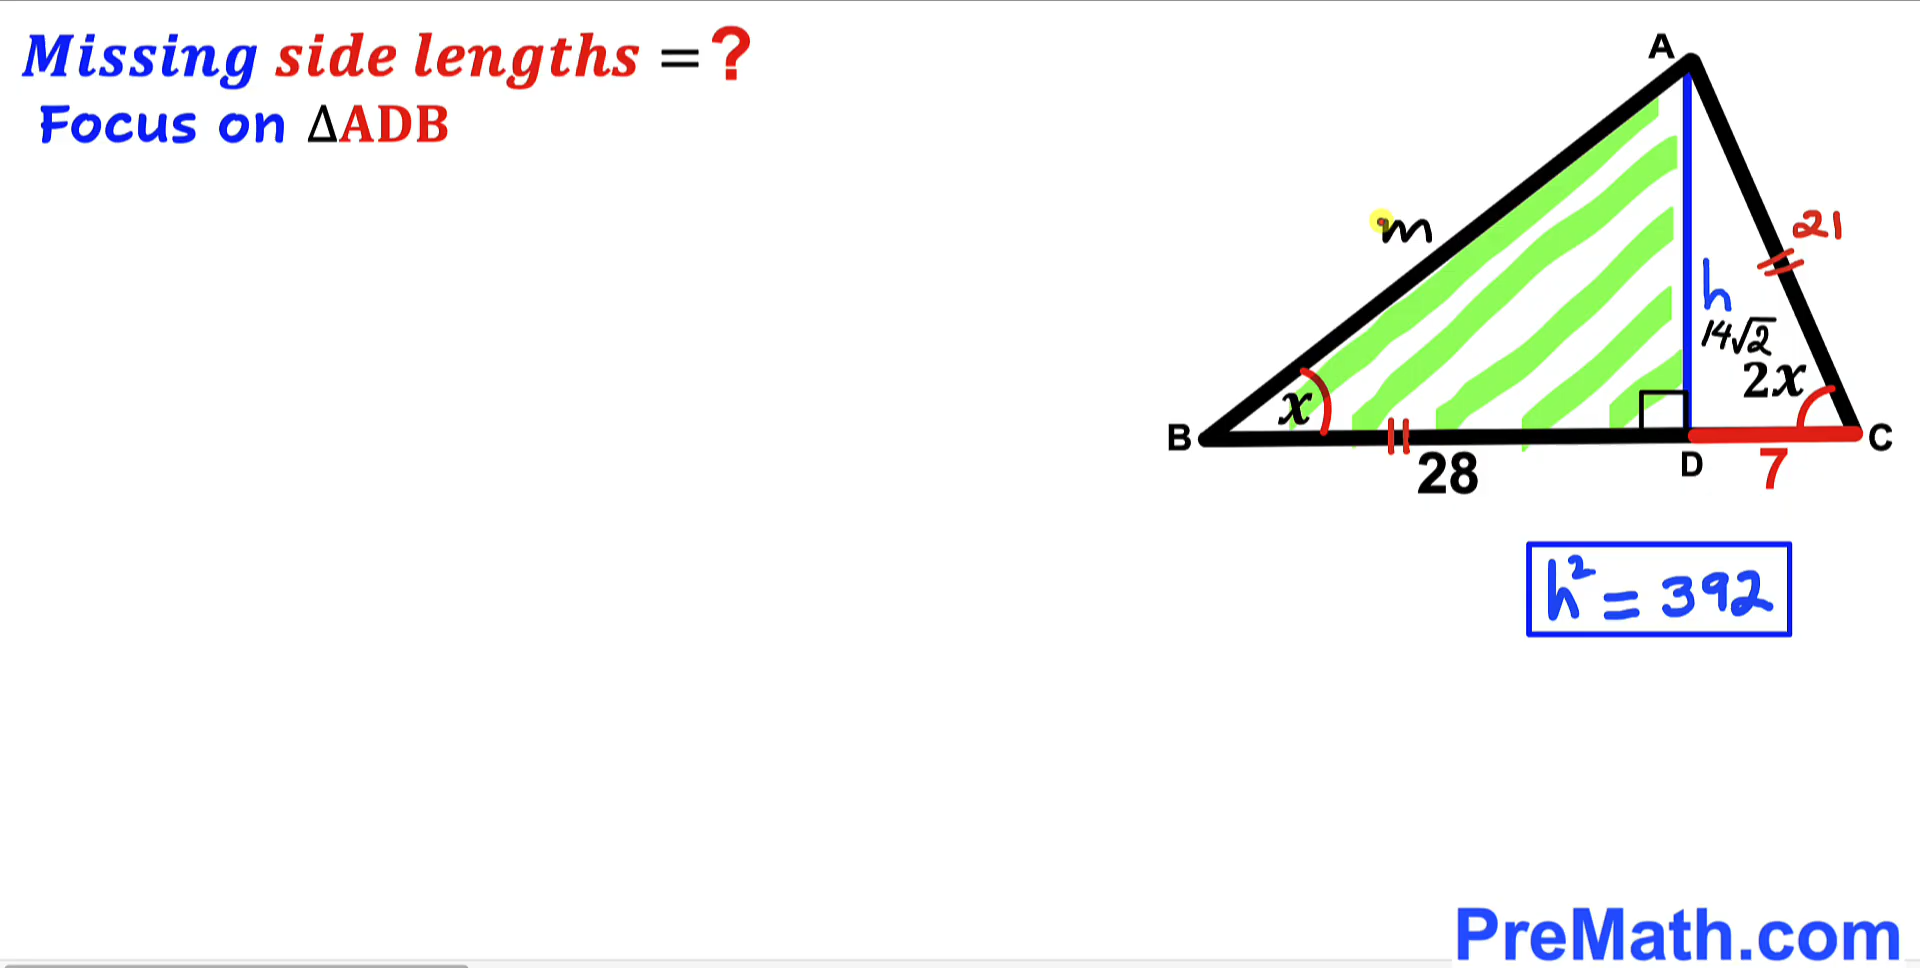 Missing side lengths = ?
Focus on ΔADB
A
m
21
h
14√2
2x
x
B
C
28
D
7
h² = 392
PreMath.com